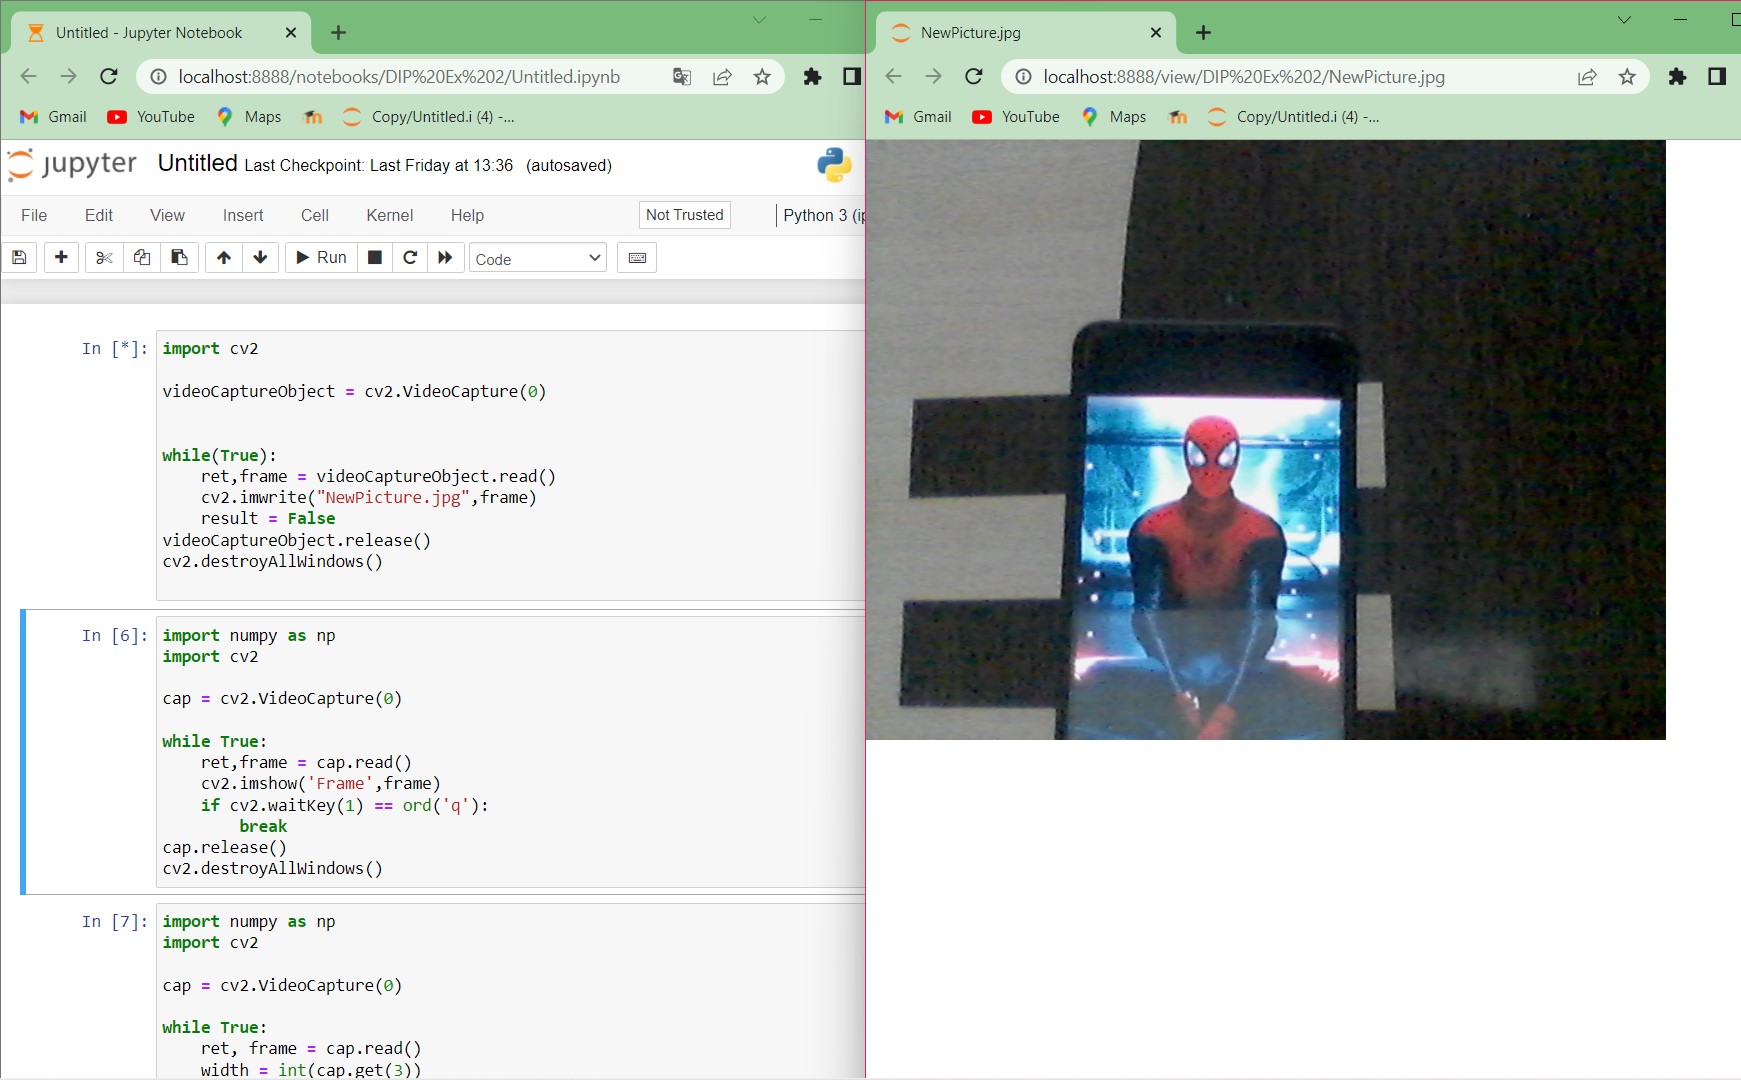 Untitled - Jupyter Notebook
localhost:8888/notebooks/DIP%20Ex%202/Untitled.ipynb
Gmail YouTube Maps Copy/Untitled.i (4) -...
jupyter Untitled Last Checkpoint: Last Friday at 13:36 (autosaved)
File Edit View Insert Cell Kernel Help Not Trusted Python 3 (ip
Run Code
In [*]: import cv2
videoCaptureObject = cv2.VideoCapture(0)
while(True):
ret,frame = videoCaptureObject.read()
cv2.imwrite("NewPicture.jpg",frame)
result = False
videoCaptureObject.release()
cv2.destroyAllWindows()
In [6]: import numpy as np
import cv2
cap = cv2.VideoCapture(0)
while True:
ret,frame = cap.read()
cv2.imshow('Frame',frame)
if cv2.waitKey(1) == ord('q'):
break
cap.release()
cv2.destroyAllWindows()
In [7]: import numpy as np
import cv2
cap = cv2.VideoCapture(0)
while True:
ret, frame = cap.read()
width = int(cap.get(3))
NewPicture.jpg
localhost:8888/view/DIP%20Ex%202/NewPicture.jpg
Gmail YouTube Maps Copy/Untitled.i (4) -...